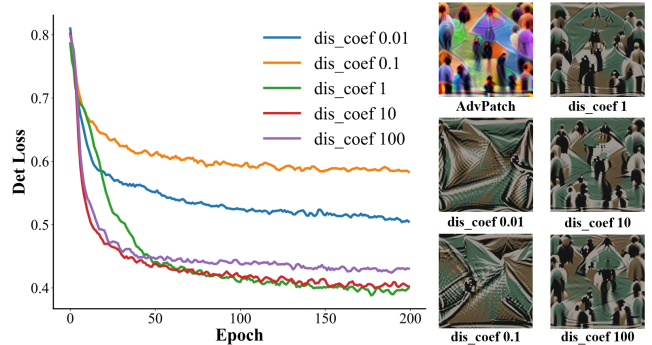 0.8
0.7
0.6
0.5
0.4
Det Loss
0
50
100
150
200
Epoch
dis_coef 0.01
dis_coef 0.1
dis_coef 1
dis_coef 10
dis_coef 100
AdvPatch
dis_coef 1
dis_coef 0.01
dis_coef 10
dis_coef 0.1
dis_coef 100